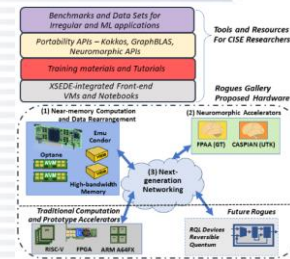 Benchmarks and Data Sets for
Irregular and ML applications
Portability APIs – Kokkos, GraphBLAS,
Neuromorphic APIs
Training materials and Tutorials
XSEDE-integrated Front-end
VMs and Notebooks
Tools and Resources
For CISE Researchers
Rogues Gallery
Proposed Hardware
(1) Near-memory Computation
and Data Rearrangement
Emu
Condor
Optane
High-bandwidth
Memory
(2) Neuromorphic Accelerators
FPAA (GT)
CASPIAN (UTK)
(3) Next-
generation
Networking
Traditional Computation
and Prototype Accelerators
RISC-V
FPGA
ARM A64FX
Future Rogues
RQL Devices
Reversible
Quantum